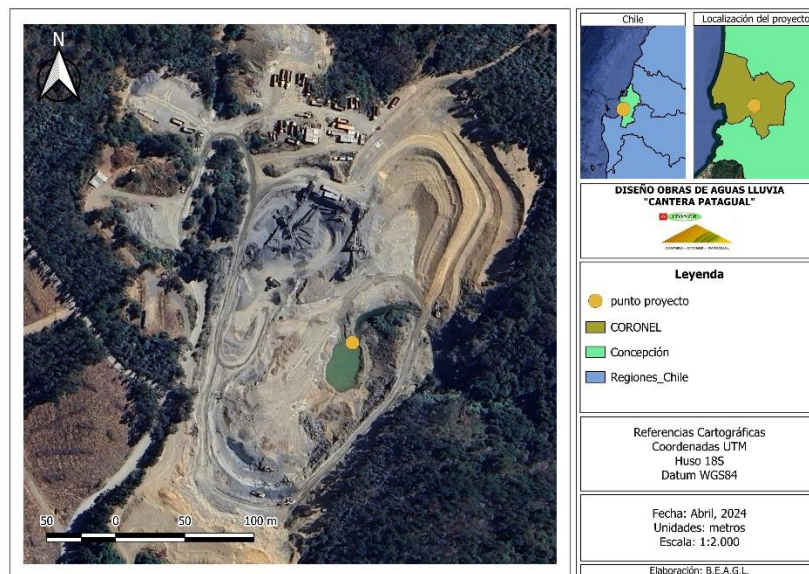 N
50 0 50 100 m
Chile
Localización del proyecto
DISEÑO OBRAS DE AGUAS LLUVIA
"CANTERA PATAGUAL"
Leyenda
punto proyecto
CORONEL
Concepción
Regiones_Chile
Referencias Cartográficas
Coordenadas UTM
Huso 18S
Datum WGS84
Fecha: Abril, 2024
Unidades: metros
Escala: 1:2.000
Elaboración: B.E.A.G.L.